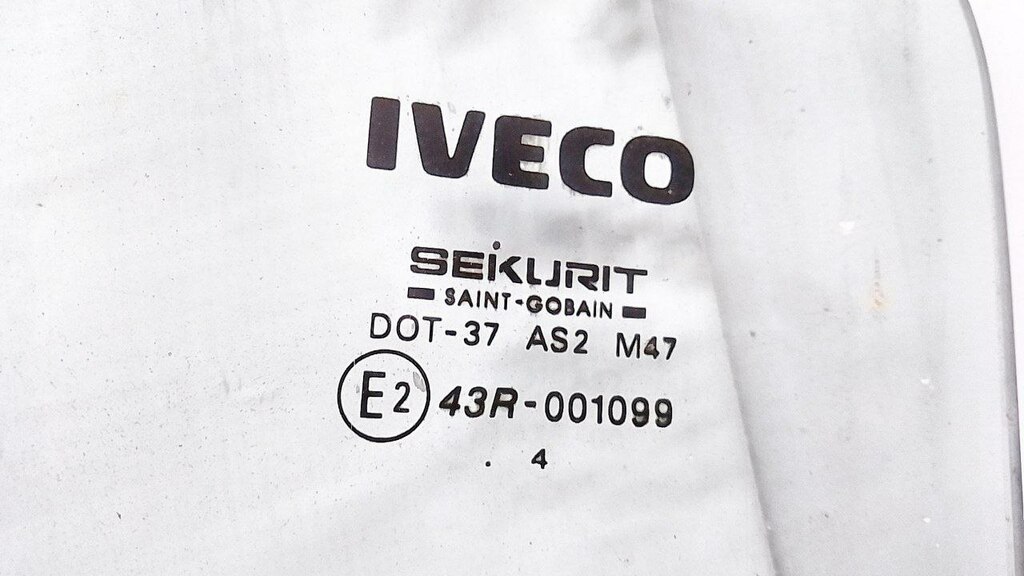 IVECO
SEKURIT
SAINT-GOBAIN
DOT-37 AS2 M47
E2 43R-001099
. 4